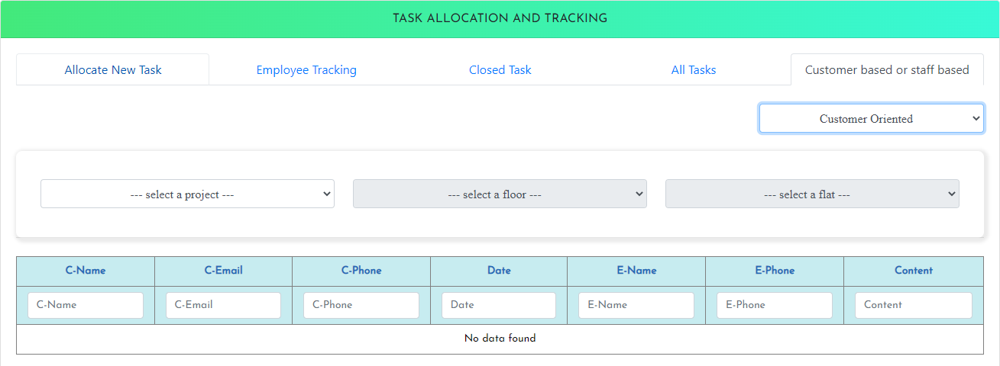 TASK ALLOCATION AND TRACKING
Allocate New Task Employee Tracking Closed Task All Tasks Customer based or staff based
Customer Oriented
--- select a project --- --- select a floor --- --- select a flat ---
C-Name C-Email C-Phone Date E-Name E-Phone Content
C-Name C-Email C-Phone Date E-Name E-Phone Content
No data found